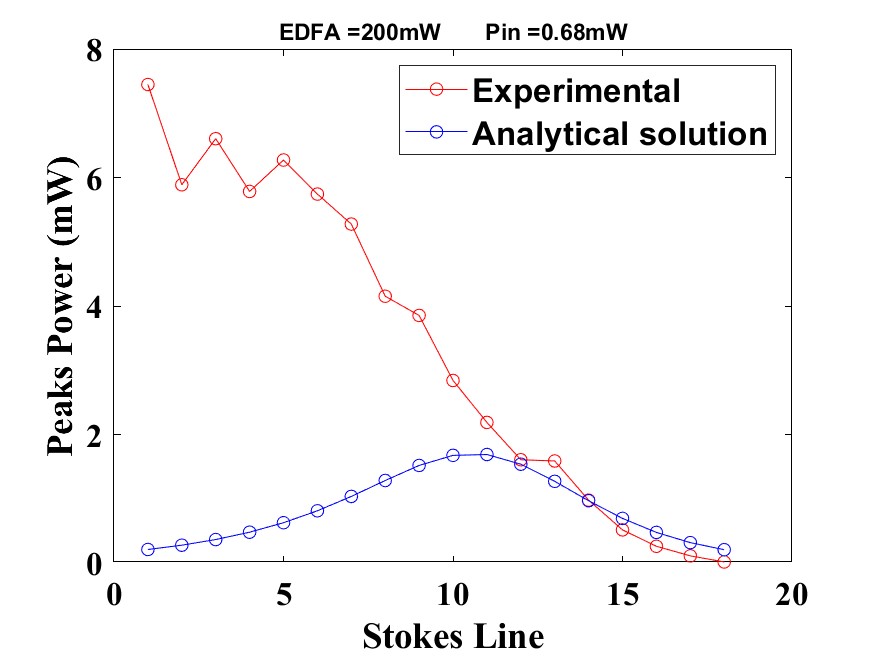 EDFA =200mW Pin =0.68mW
Experimental
Analytical solution
Peaks Power (mW)
8
6
4
2
0
0 5 10 15 20
Stokes Line